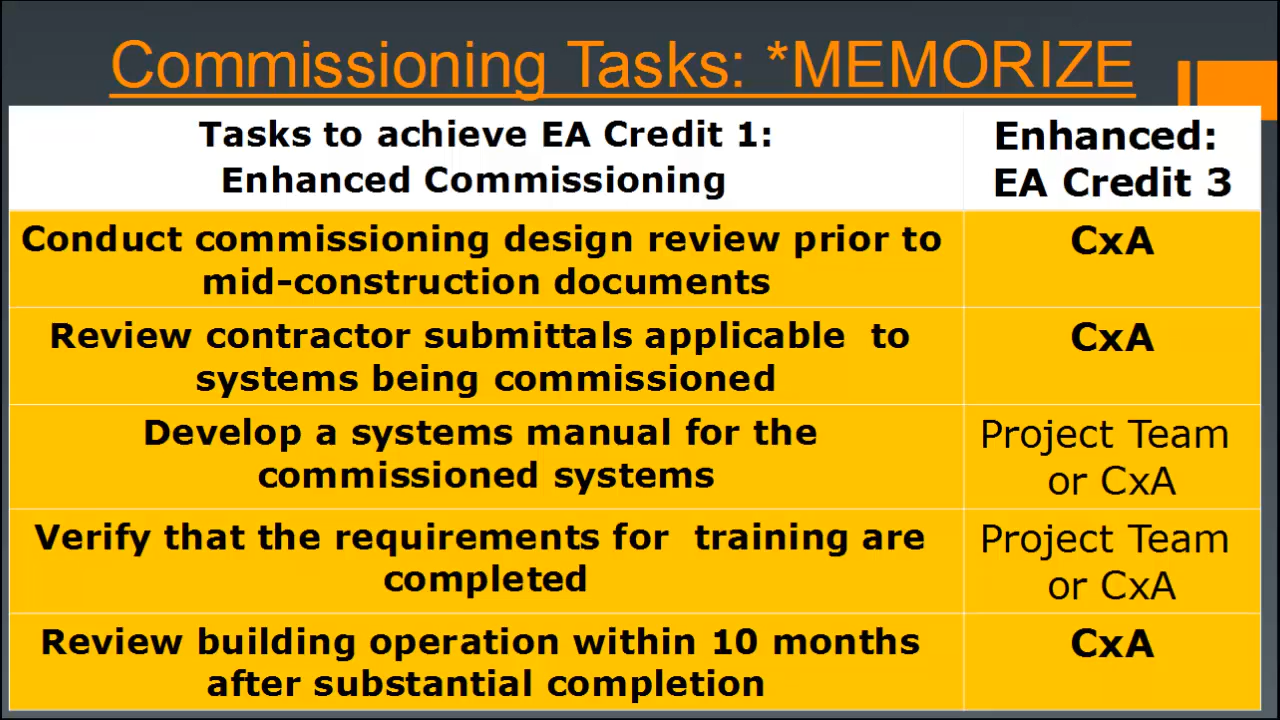 Commissioning Tasks: *MEMORIZE
Tasks to achieve EA Credit 1:
Enhanced Commissioning
Enhanced:
EA Credit 3
Conduct commissioning design review prior to
mid-construction documents
CxA
Review contractor submittals applicable to
systems being commissioned
CxA
Develop a systems manual for the
commissioned systems
Project Team
or CxA
Verify that the requirements for training are
completed
Project Team
or CxA
Review building operation within 10 months
after substantial completion
CxA